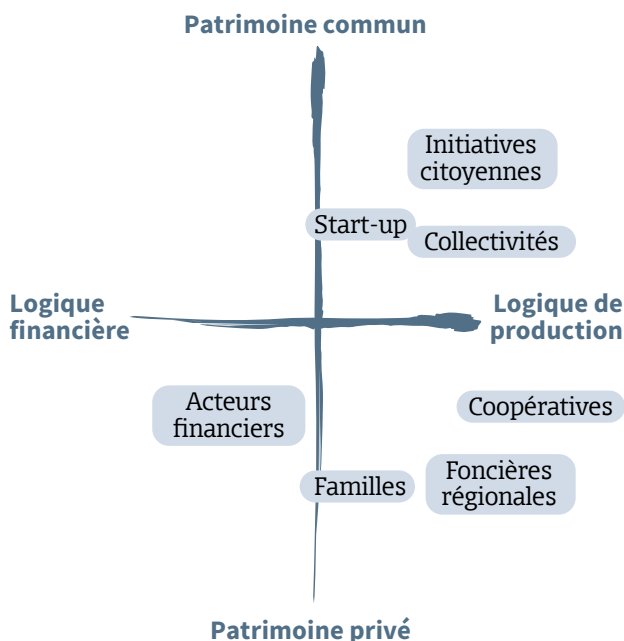 Patrimoine commun
Initiatives
citoyennes
Start-up
Collectivités
Logique
financière
Logique de
production
Acteurs
financiers
Coopératives
Familles
Foncières
régionales
Patrimoine privé